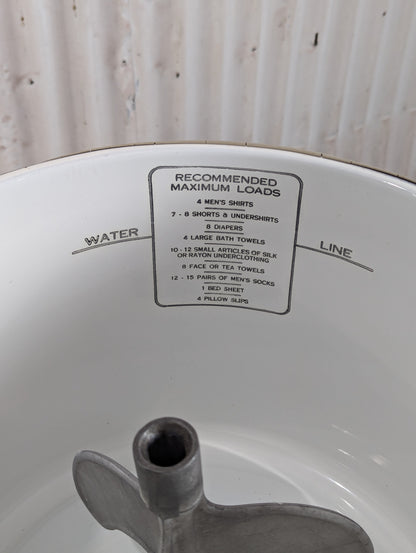 RECOMMENDED
MAXIMUM LOADS
4 MEN'S SHIRTS
7 - 8 SHORTS & UNDERSHIRTS
8 DIAPERS
4 LARGE BATH TOWELS
10 - 12 SMALL ARTICLES OF SILK
OR RAYON UNDERCLOTHING
8 FACE OR TEA TOWELS
12 - 15 PAIRS OF MEN'S SOCKS
1 BED SHEET
4 PILLOW SLIPS
WATER LINE